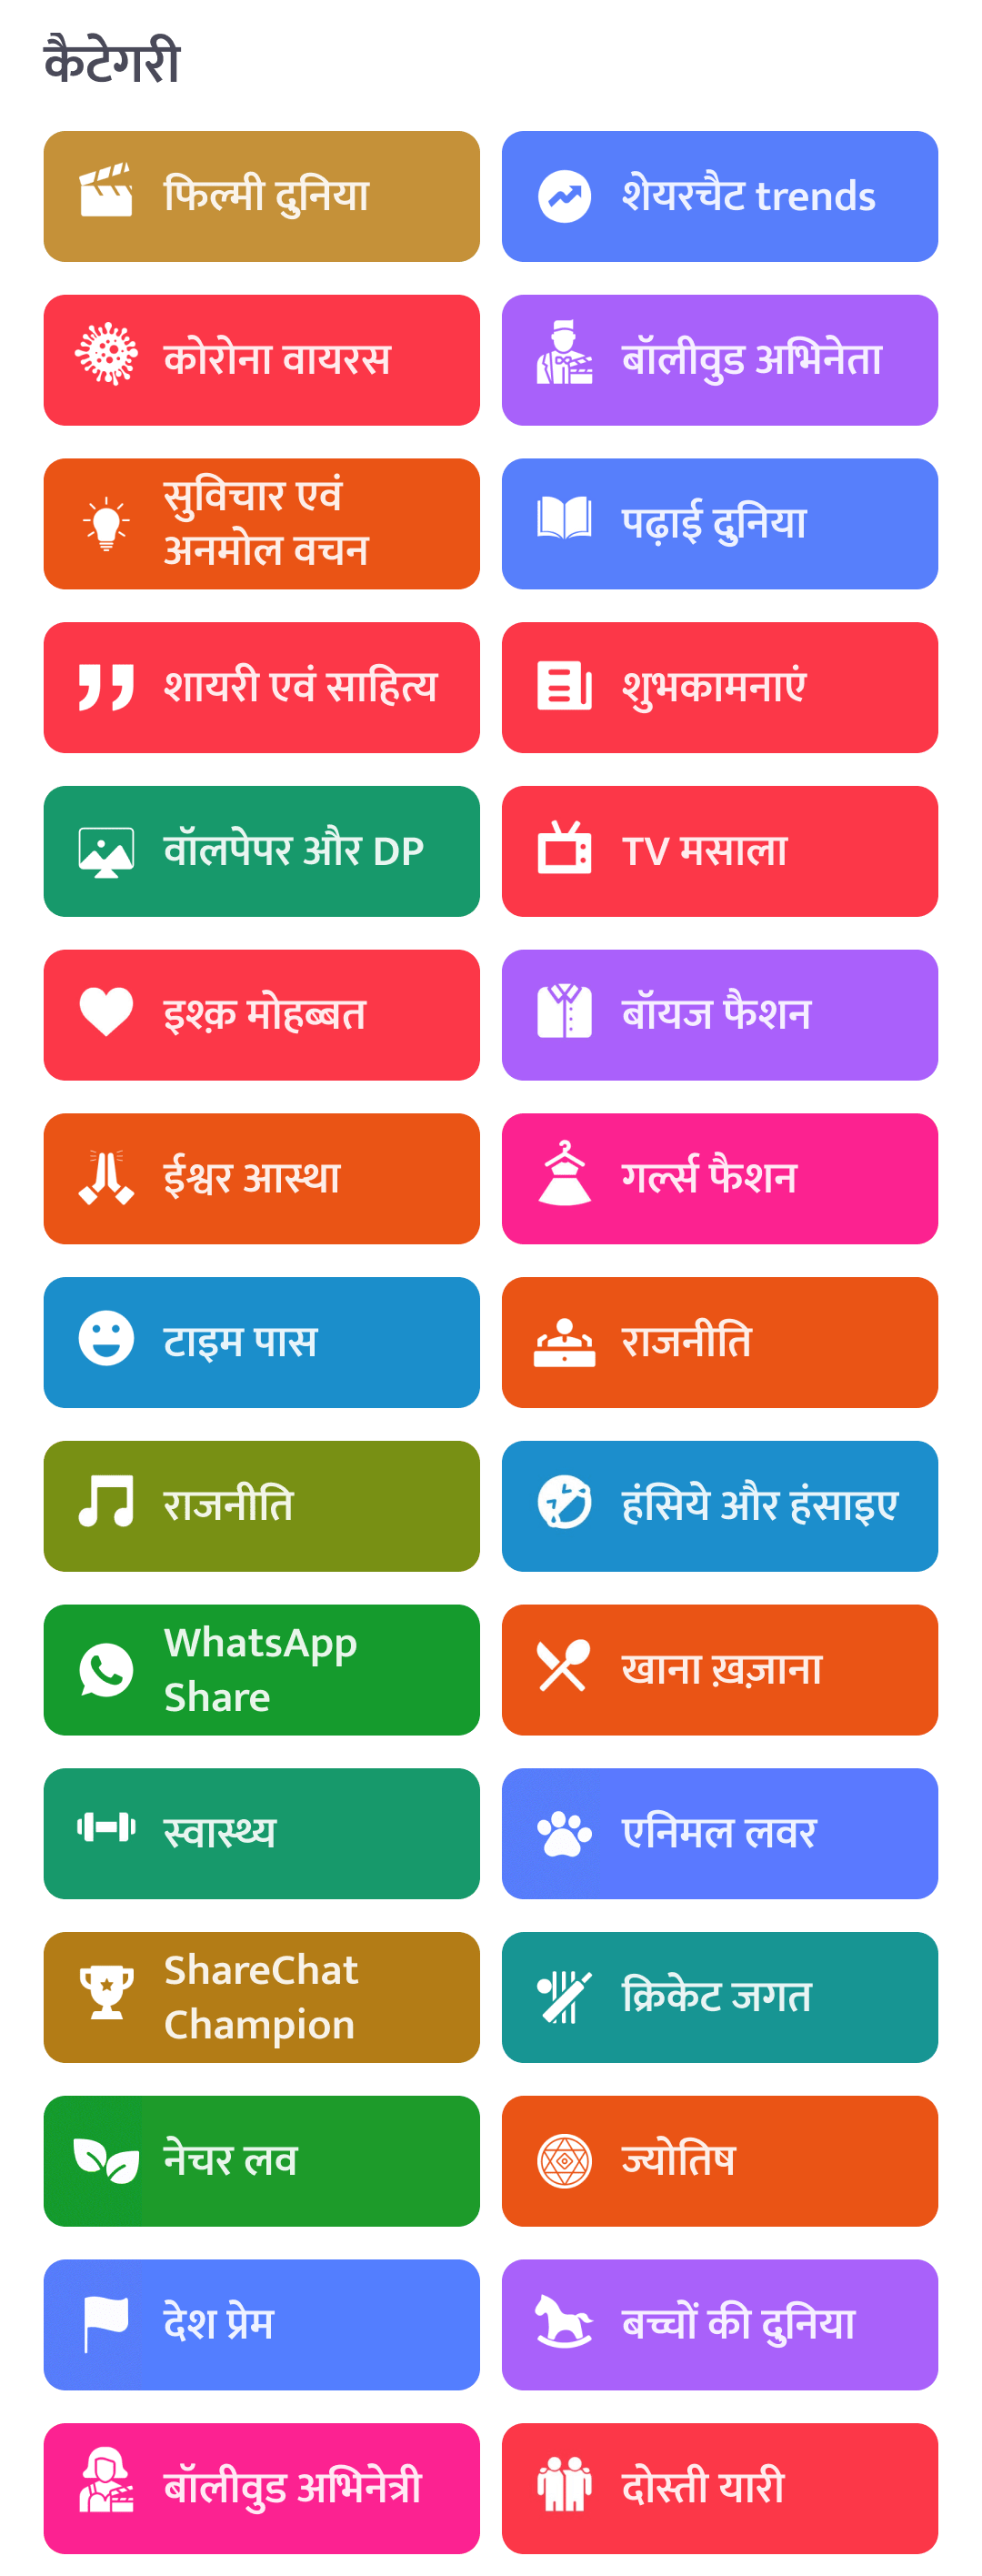 कैटेगरी
फिल्मी दुनिया
शेयरचैट trends
कोरोना वायरस
बॉलीवुड अभिनेता
सुविचार एवं
अनमोल वचन
पढ़ाई दुनिया
शायरी एवं साहित्य
शुभकामनाएं
वॉलपेपर और DP
TV मसाला
इश्क़ मोहब्बत
बॉयज फैशन
ईश्वर आस्था
गर्ल्स फैशन
टाइम पास
राजनीति
राजनीति
हंसिये और हंसाइए
WhatsApp
Share
खाना ख़ज़ाना
स्वास्थ्य
एनिमल लवर
ShareChat
Champion
क्रिकेट जगत
नेचर लव
ज्योतिष
देश प्रेम
बच्चों की दुनिया
बॉलीवुड अभिनेत्री
दोस्ती यारी